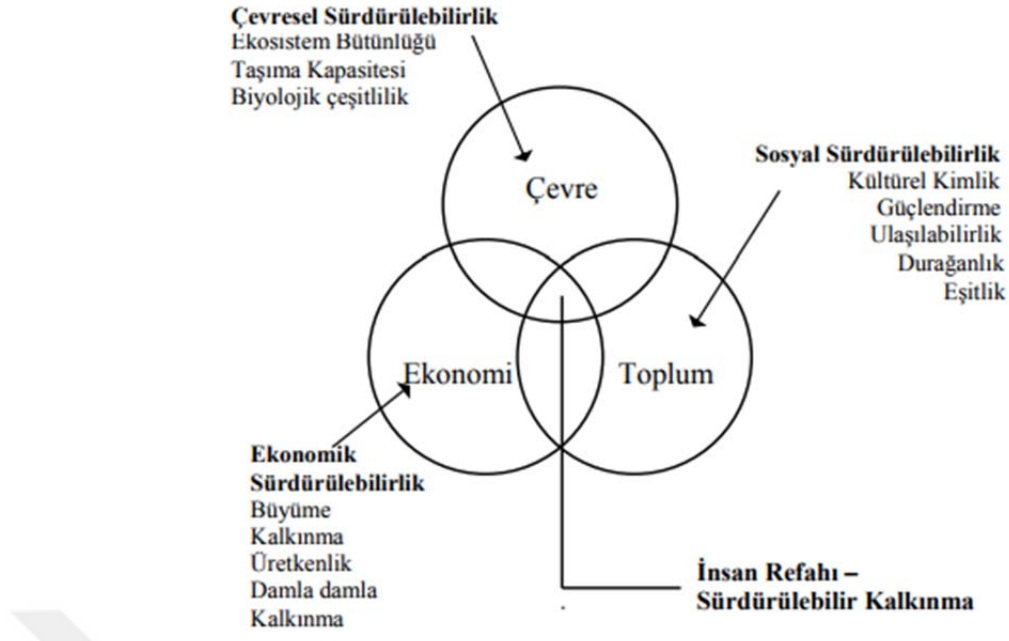 Çevresel Sürdürülebilirlik
Ekosistem Bütünlüğü
Taşıma Kapasitesi
Biyolojik çeşitlilik
Çevre
Sosyal Sürdürülebilirlik
Kültürel Kimlik
Güçlendirme
Ulaşılabilirlik
Durağanlık
Eşitlik
Ekonomi
Toplum
Ekonomik
Sürdürülebilirlik
Büyüme
Kalkınma
Üretkenlik
Damla damla
Kalkınma
İnsan Refahı –
Sürdürülebilir Kalkınma